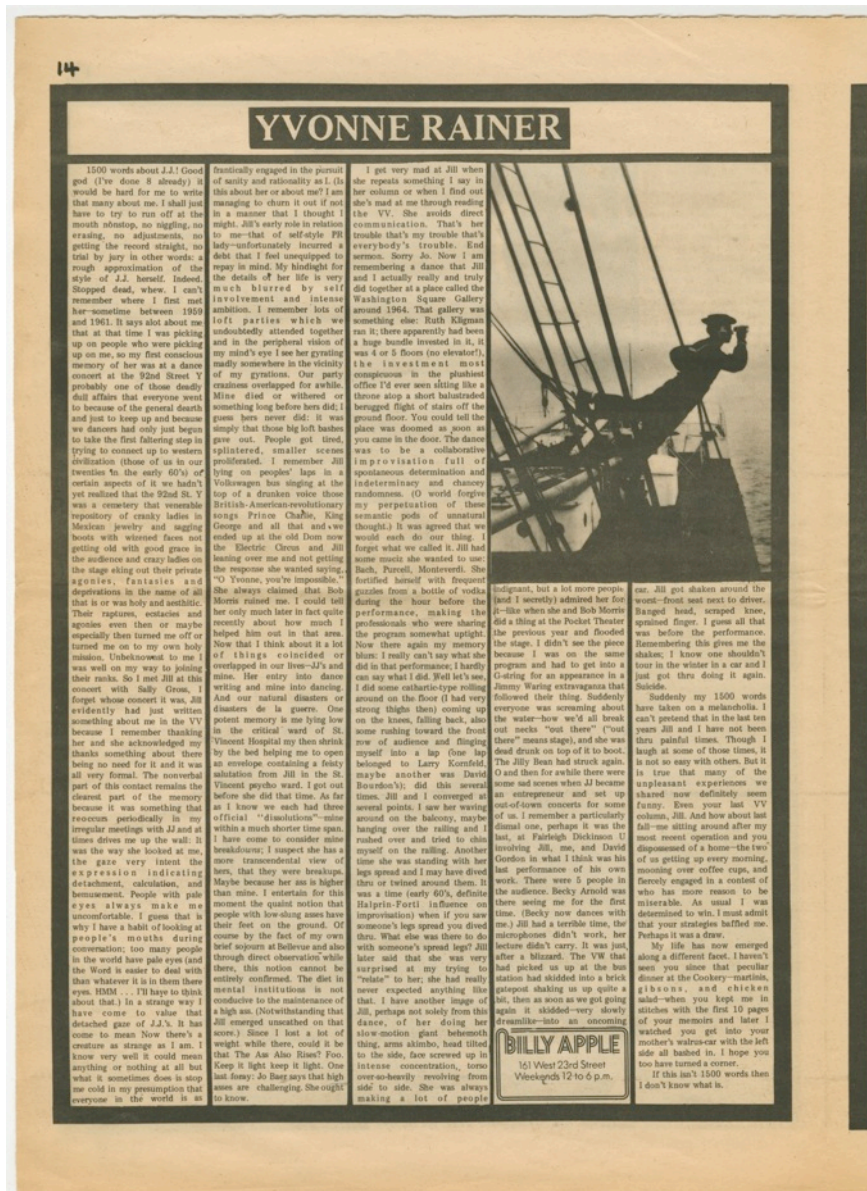 14
YVONNE RAINER
1500 words about J.J.! Good
god (I've done 8 already) it
would be hard for me to write
that many about me. I shall just
have to try to run off at the
mouth nonstop, no niggling, no
erasing, no adjustments, no
getting the record straight, no
trial by jury in other words: a
rough approximation of the
style of J.J. herself. Indeed.
Stopped dead, whew. I can't
remember where I first met
her—sometime between 1959
and 1961. It says alot about me
that at that time I was picking
up on people who were picking
up on me, so my first conscious
memory of her was at a dance
concert at the 92nd Street Y
probably one of those deadly
dull affairs that everyone went
to because of the general dearth
and just to keep up and because
we dancers had only just begun
to take the first faltering step in
trying to connect up to western
civilization (those of us in our
twenties in the early 60's) or
certain aspects of it we hadn't
yet realized that the 92nd St. Y
was a cemetery that venerable
repository of cranky ladies in
Mexican jewelry and sagging
boots with wizened faces not
getting old with good grace in
the audience and crazy ladies on
the stage eking out their private
agonies, fantasies and
deprivations in the name of all
that is or was holy and aesthitic.
Their raptures, ecstacies and
agonies even then or maybe
especially then turned me off or
turned me on to my own holy
mission. Unbeknownst to me I
was well on my way to joining
their ranks. So I met Jill at this
concert with Sally Gross, I
forget whose concert it was, Jill
evidently had just written
something about me in the VV
because I remember thanking
her and she acknowledged my
thanks something about there
being no need for it and it was
all very formal. The nonverbal
part of this contact remains the
clearest part of the memory
because it was something that
reoccurn periodically in my
irregular meetings with JJ and at
times drives me up the wall: It
was the way she looked at me,
the gaze very intent the
expression indicating
detachment, calculation, and
bemusement. People with pale
eyes always make me
uncomfortable. I guess that is
why I have a habit of looking at
people's mouths during
conversation; too many people
in the world have pale eyes (and
the Word is easier to deal with
than whatever it is in them there
eyes. HMM . . . I'll have to think
about that.) In a strange way I
have come to value that
detached gaze of J.J.'s. It has
come to mean Now there's a
creature as strange as I am. I
know very well it could mean
anything or nothing at all but
what it sometimes does is stop
me cold in my presumption that
everyone in the world is as
frantically engaged in the pursuit
of sanity and rationality as I. (Is
this about her or about me? I am
managing to churn it out if not
in a manner that I thought I
might. Jill's early role in relation
to me—that of self-style PR
lady—unfortunately incurred a
debt that I feel unequipped to
repay in mind. My hindinght for
the details of her life is very
much blurred by self
involvement and intense
ambition. I remember lots of
loft parties which we
undoubtedly attended together
and in the peripheral vision of
my mind's eye I see her gyrating
madly somewhere in the vicinity
of my gyrations. Our party
craziness overlapped for awhile.
Mine died or withered or
something long before hers did; I
guess hers never did: it was
simply that those big loft bashes
gave out. People got tired,
splintered, smaller scenes
proliferated. I remember Jill
lying on peoples' laps in a
Volkswagen bus singing at the
top of a drunken voice those
British-American-revolutionary
songs Prince Charlie, King
George and all that and we
ended up at the old Dom now
the Electric Circus and Jill
leaning over me and not getting
the response she wanted saying,
"O Yvonne, you're impossible."
She always claimed that Bob
Morris ruined me. I could tell
her only much later in fact quite
recently about how much I
helped him out in that area.
Now that I think about it a lot
of things coincided or
overlapped in our lives—JJ's and
mine. Her entry into dance
writing and mine into dancing.
And our natural disasters or
disasters de la guerre. One
potent memory is me lying low
in the critical ward of St.
Vincent Hospital my then shrink
by the bed helping me to open
an envelope containing a feisty
salutation from Jill in the St.
Vincent psycho ward. I got out
before she did that time. As far
as I know we each had three
official "dissolutions"—mine
within a much shorter time span.
I have come to consider mine
breakdowns; I suspect she has a
more transcendental view of
hers, that they were breakups.
Maybe because her ass is higher
than mine. I entertain for this
moment the quaint notion that
people with low-slung asses have
their feet on the ground. Of
course by the fact of my own
brief sojourn at Bellevue and also
through direct observation while
there, this notion cannot be
entirely confirmed. The diet in
mental institutions is not
conducive to the maintenance of
a high ass. (Notwithstanding that
Jill emerged unscathed on that
score.) Since I lost a lot of
weight while there, could it be
that The Ass Also Rises? Foo.
Keep it light keep it light. One
last foray: Jo Baer says that high
asses are challenging. She ought
to know.
I get very mad at Jill when
she repeats something I say in
her column or when I find out
she's mad at me through reading
the VV. She avoids direct
communication. That's her
trouble that's my trouble that's
everybody's trouble. End
sermon. Sorry Jo. Now I am
remembering a dance that Jill
and I actually really and truly
did together at a place called the
Washington Square Gallery
around 1964. That gallery was
something else: Ruth Kligman
ran it; there apparently had been
a huge bundle invested in it, it
was 4 or 5 floors (no elevator!),
the investment most
conspicuous in the plushiest
office I'd ever seen sitting like a
throne atop a short balustraded
berugged flight of stairs off the
ground floor. You could tell the
place was doomed as soon as
you came in the door. The dance
was to be a collaborative
improvisation full of
spontaneous determination and
indeterminacy and chancey
randomness. (O world forgive
my perpetuation of these
semantic pods of unnatural
thought.) It was agreed that we
would each do our thing. I
forget what we called it. Jill had
some muciz she wanted to use:
Bach, Purcell, Monteverdi. She
fortified herself with frequent
guzzles from a bottle of vodka
during the hour before the
performance, making the
professionals who were sharing
the program somewhat uptight.
Now there again my memory
blurs: I really can't say what she
did in that performance; I hardly
can say what I did. Well let's see,
I did some cathartic-type rolling
around on the floor (I had very
strong thighs then) coming up
on the knees, falling back, also
some rushing toward the front
row of audience and flinging
myself into a lap (one lap
belonged to Larry Kornfeld,
maybe another was David
Bourdon's); did this several
times. Jill and I converged at
several points. I saw her waving
around on the balcony, maybe
hanging over the railing and I
rushed over and tried to chin
myself on the railing. Another
time she was standing with her
legs spread and I may have dived
thru or twined around them. It
was a time (early 60's, definite
Halprin-Forti influence on
improvisation) when if you saw
someone's legs spread you dived
thru. What else was there to do
with someone's spread legs? Jill
later said that she was very
surprised at my trying to
"relate" to her; she had really
never expected anything like
that. I have another image of
Jill, perhaps not solely from this
dance, of her doing her
slow-motion giant behemoth
thing, arms akimbo, head tilted
to the side, face screwed up in
intense concentration, torso
over-so-heavily revolving from
side to side. She was always
making a lot of people
indignant, but a lot more people
(and I secretly) admired her for
it—like when she and Bob Morris
did a thing at the Pocket Theater
the previous year and flooded
the stage. I didn't see the piece
because I was on the same
program and had to get into a
G-string for an appearance in a
Jimmy Waring extravaganza that
followed their thing. Suddenly
everyone was screaming about
the water—how we'd all break
out necks "out there" ("out
there" means stage), and she was
dead drunk on top of it to boot.
The Jilly Bean had struck again.
O and then for awhile there were
some sad scenes when JJ became
an entrepreneur and set up
out-of-town concerts for some
of us. I remember a particularly
dismal one, perhaps it was the
last, at Fairleigh Dickinson U
involving Jill, me, and David
Gordon in what I think was his
last performance of his own
work. There were 5 people in
the audience. Becky Arnold was
there seeing me for the first
time. (Becky now dances with
me.) Jill had a terrible time, the
microphones didn't work, her
lecture didn't carry. It was just
after a blizzard. The VW that
had picked us up at the bus
station had skidded into a brick
gatepost shaking us up quite a
bit, then as soon as we got going
again it skidded—very slowly
dreamlike—into an oncoming
BILLY APPLE
161 West 23rd Street
Weekends 12 to 6 p.m.
car. Jill got shaken around the
worst—front seat next to driver.
Banged head, scraped knee,
sprained finger. I guess all that
was before the performance.
Remembering this gives me the
shakes; I know one shouldn't
tour in the winter in a car and I
just got thru doing it again.
Suicide.
Suddenly my 1500 words
have taken on a melancholia. I
can't pretend that in the last ten
years Jill and I have not been
thru painful times. Though I
laugh at some of those times, it
is not so easy with others. But it
is true that many of the
unpleasant experiences we
shared now definitely seem
funny. Even your last VV
column, Jill. And how about last
fall—me sitting around after my
most recent operation and you
dispossessed of a home—the two
of us getting up every morning,
mooning over coffee cups, and
fiercely engaged in a contest of
who has more reason to be
miserable. As usual I was
determined to win. I must admit
that your strategies baffled me.
Perhaps it was a draw.
My life has now emerged
along a different facet. I haven't
seen you since that peculiar
dinner at the Cookery—martinis,
gibsons, and chicken
salad—when you kept me in
stitches with the first 10 pages
of your memoirs and later I
watched you get into your
mother's walrus-car with the left
side all bashed in. I hope you
too have turned a corner.
If this isn't 1500 words then
I don't know what is.